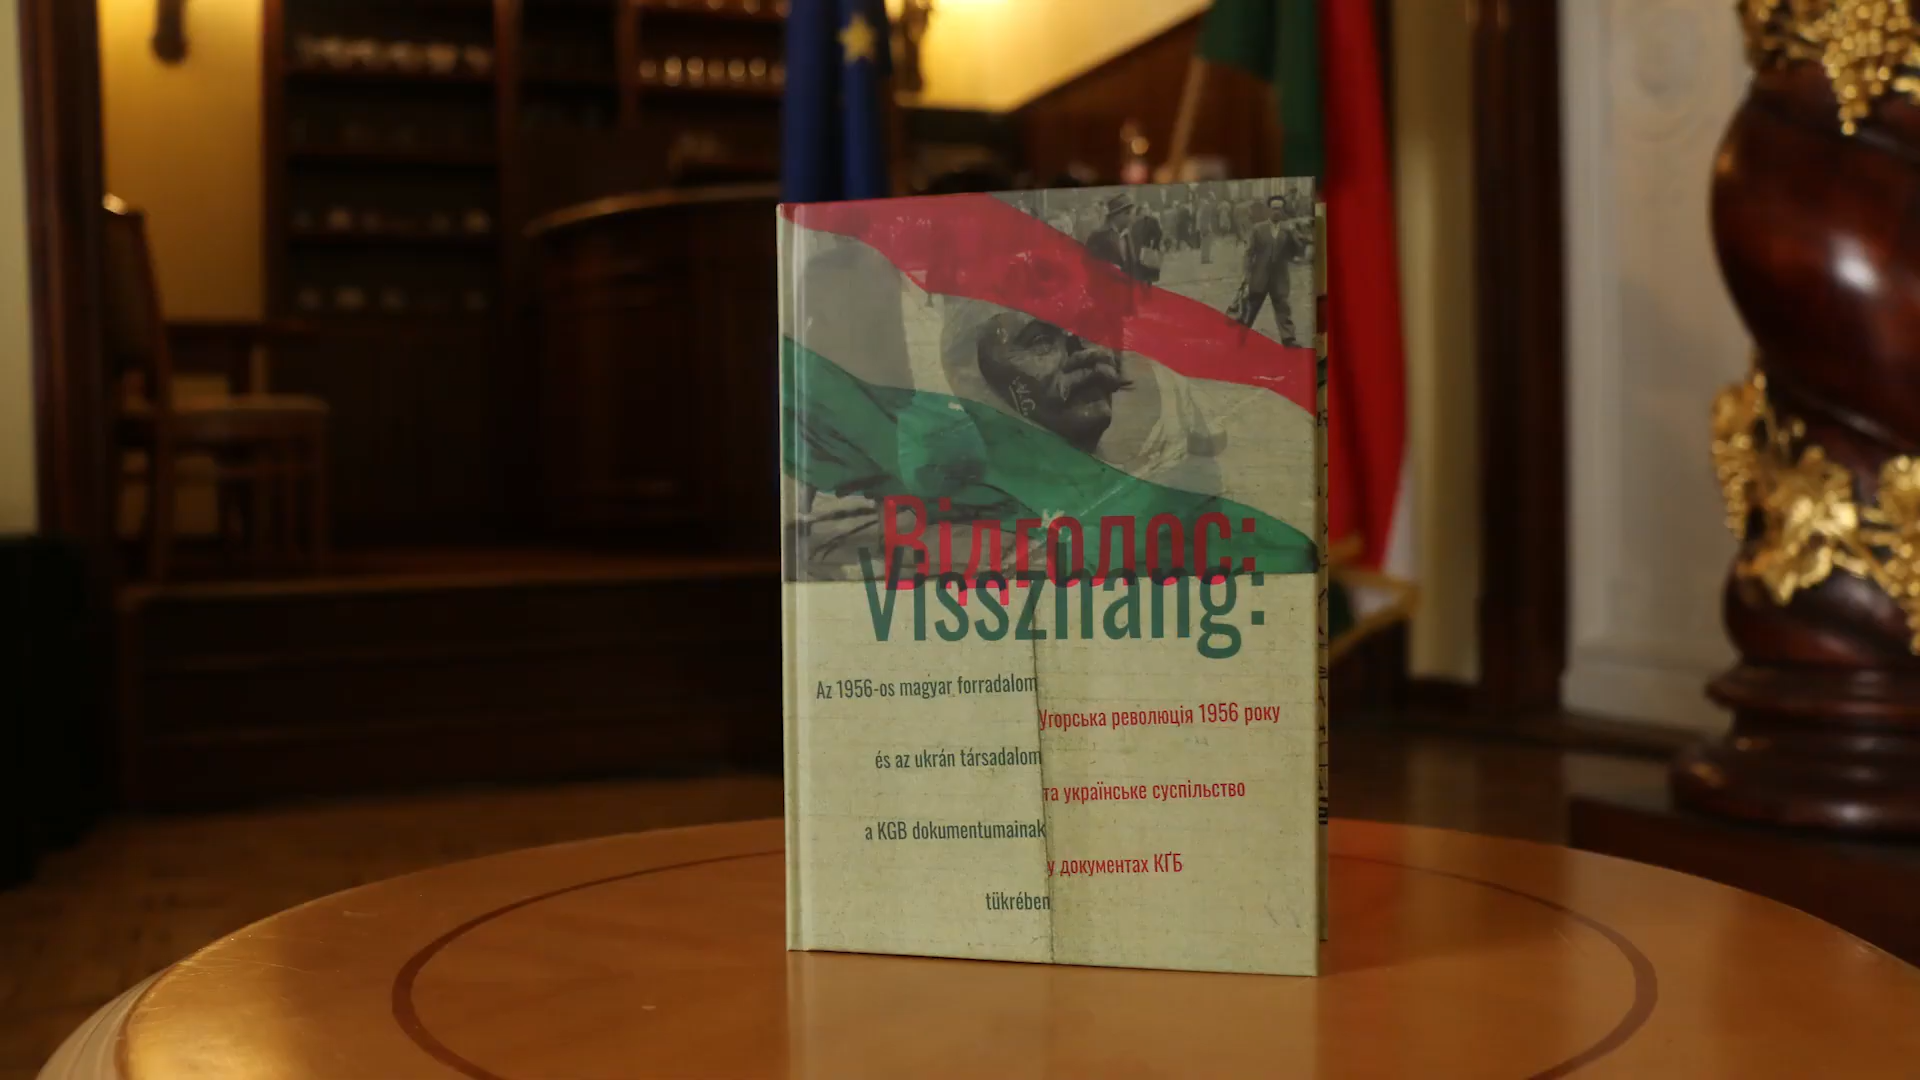 Відголос:
Visszhang:
Az 1956-os magyar forradalom
Угорська революція 1956 року
és az ukrán társadalom
та українське суспільство
a KGB dokumentumainak
у документах КҐБ
tükrében